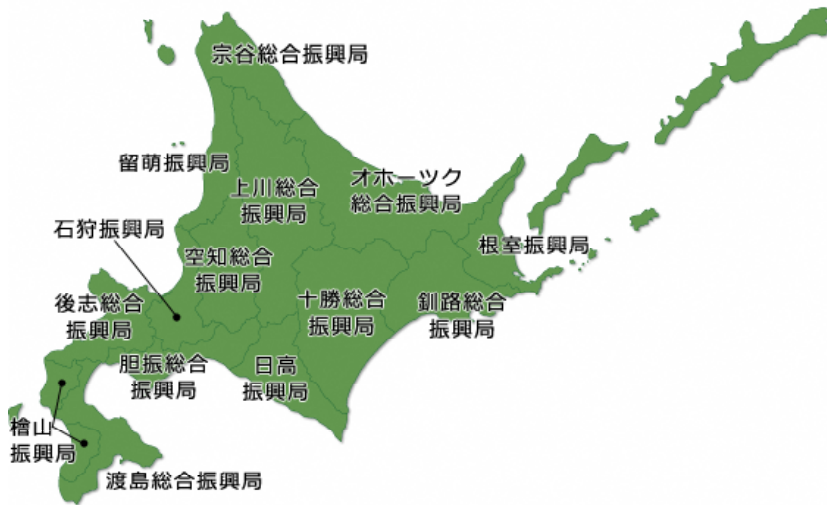 宗谷総合振興局
留萌振興局
上川総合
振興局
オホーツク
総合振興局
石狩振興局
空知総合
振興局
根室振興局
後志総合
振興局
十勝総合
振興局
釧路総合
振興局
胆振総合
振興局
日高
振興局
檜山
振興局
渡島総合振興局